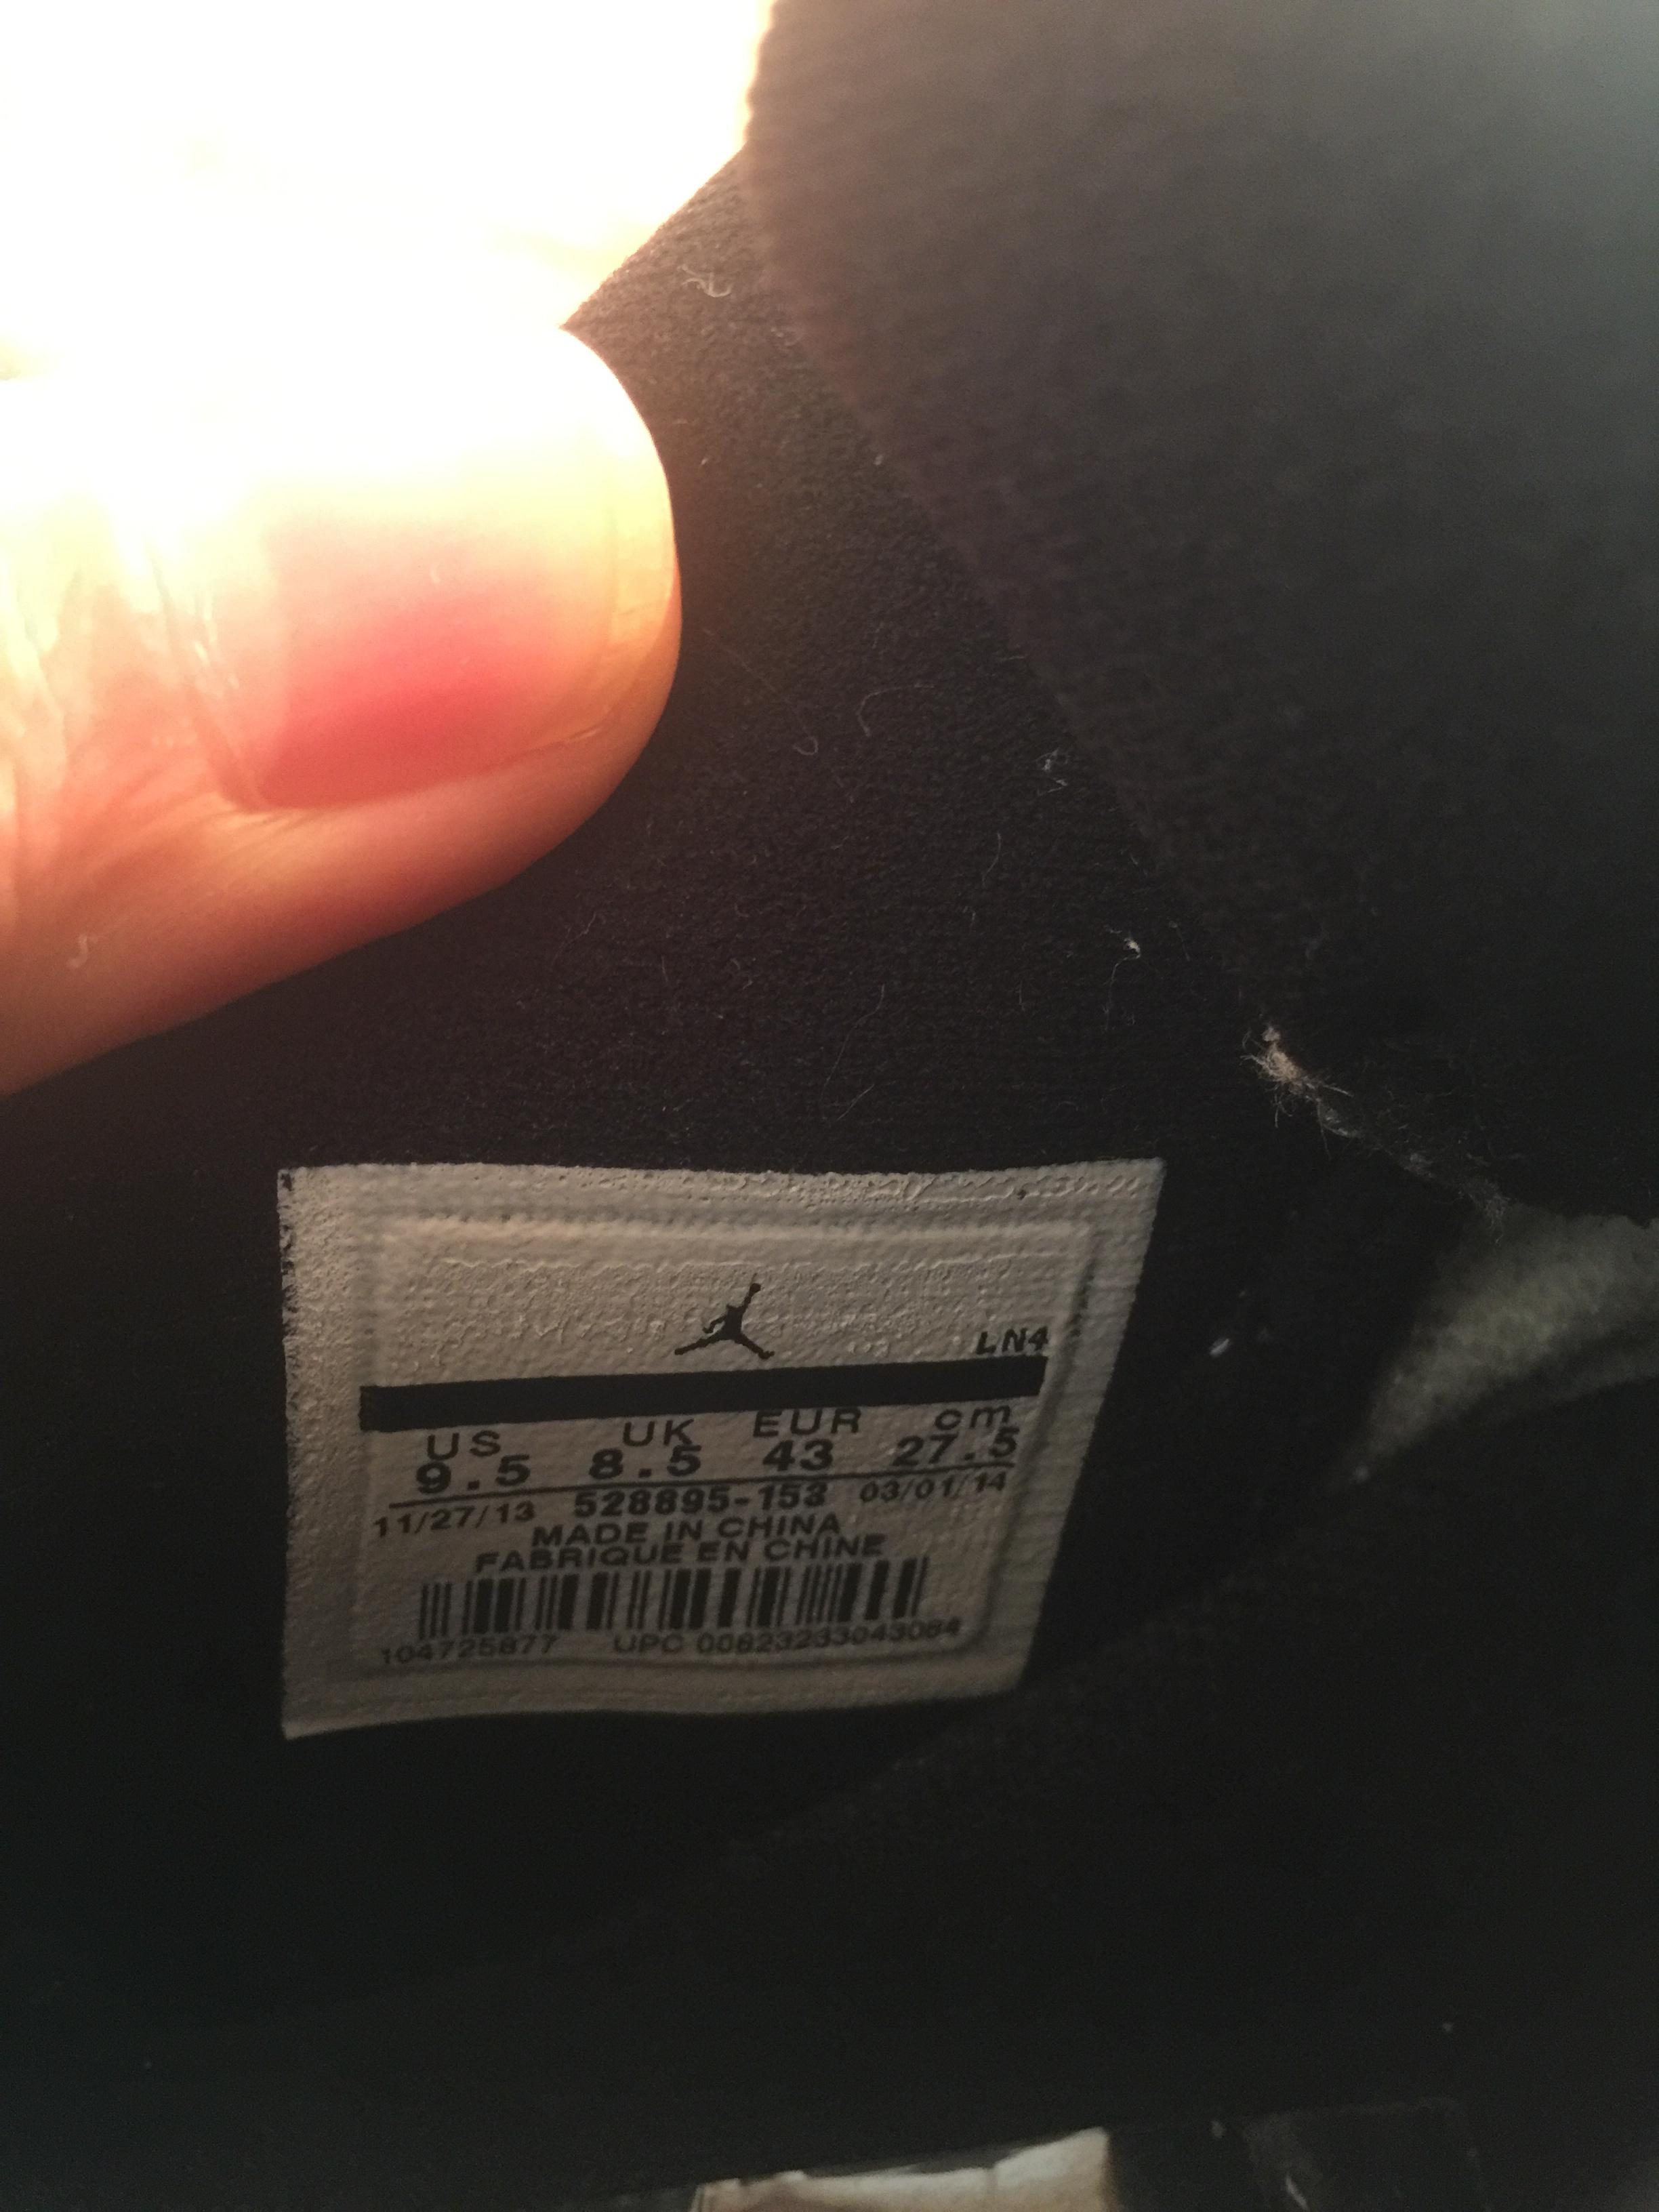 LN4
US UK EUR cm
9.5 8.5 43 27.5
11/27/13 528895-153 03/01/14
MADE IN CHINA
FABRIQUE EN CHINE
104725877 UPC 00823233043084